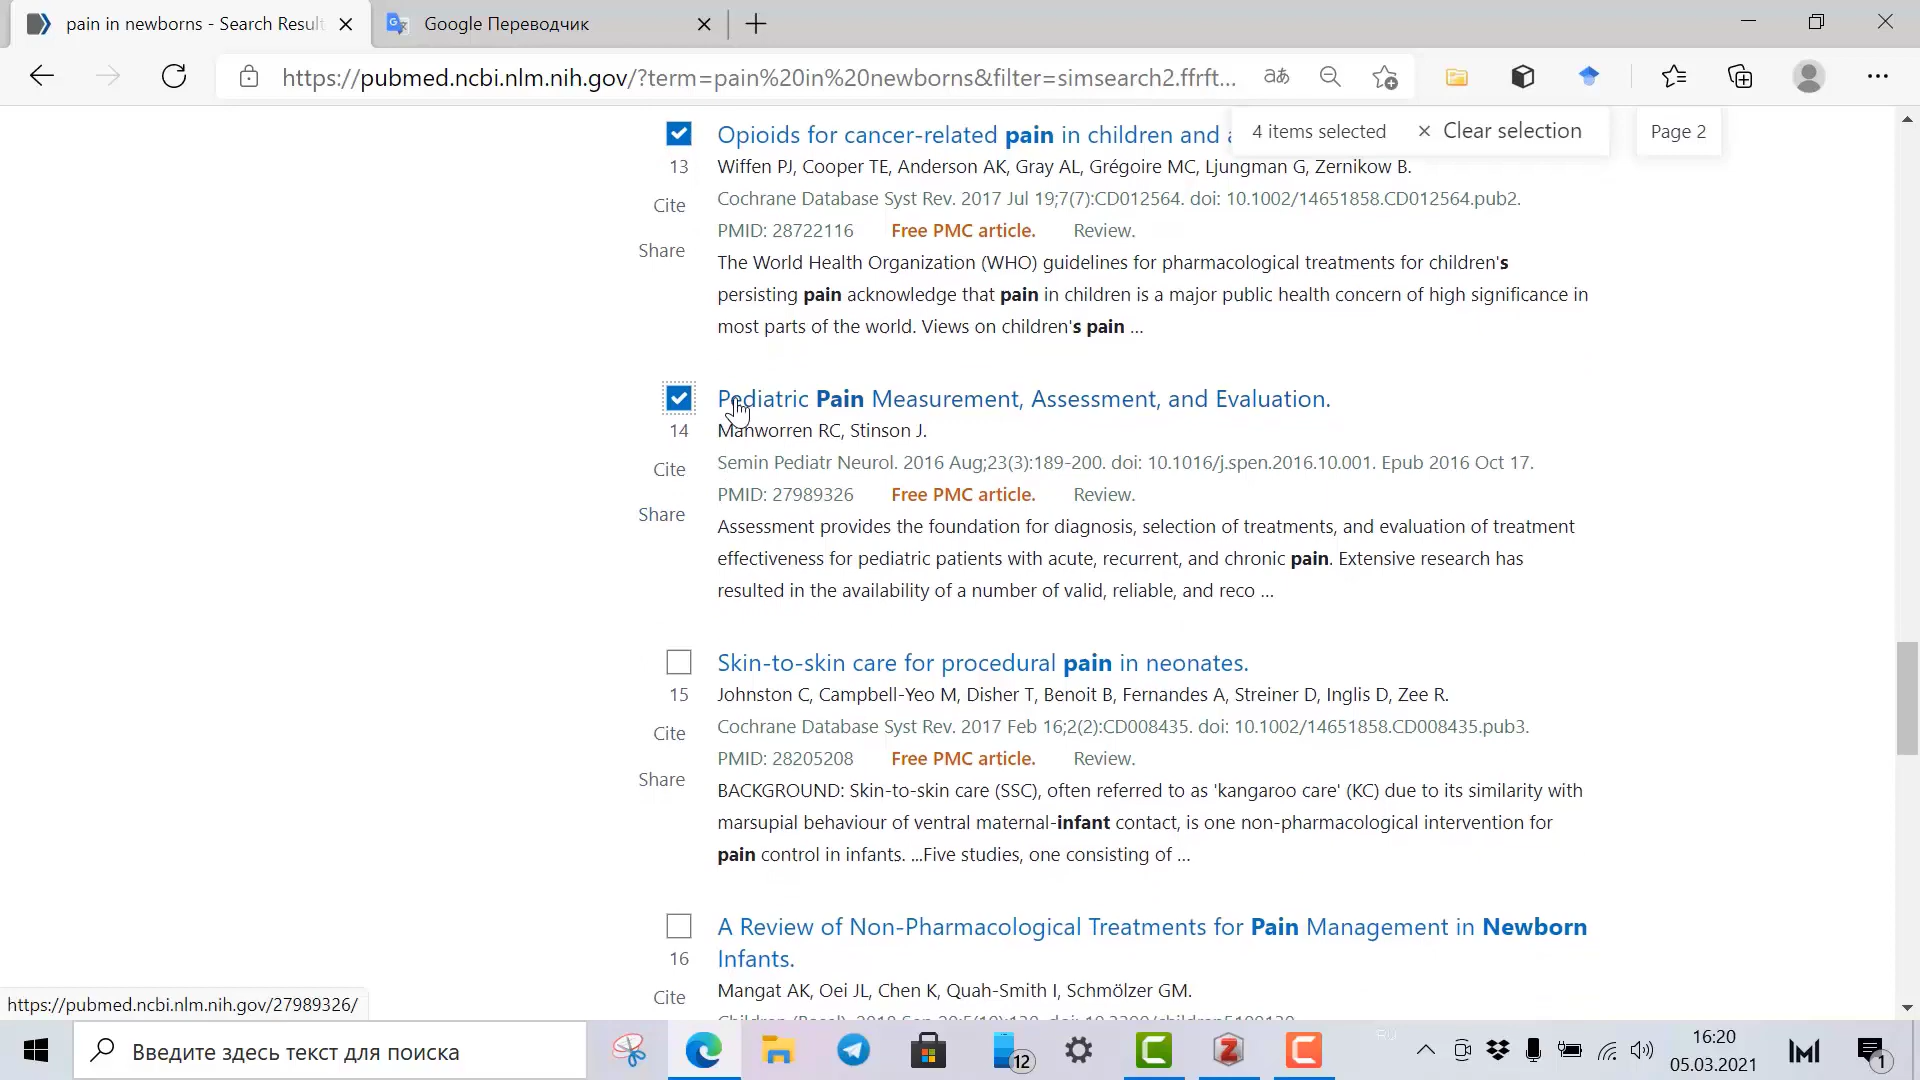 pain in newborns - Search Result
Google Переводчик
https://pubmed.ncbi.nlm.nih.gov/?term=pain%20in%20newborns&filter=simsearch2.ffrft...
4 items selected
Clear selection
Page 2
Opioids for cancer-related pain in children and
13
Wiffen PJ, Cooper TE, Anderson AK, Gray AL, Grégoire MC, Ljungman G, Zernikow B.
Cite
Cochrane Database Syst Rev. 2017 Jul 19;7(7):CD012564. doi: 10.1002/14651858.CD012564.pub2.
Share
PMID: 28722116 Free PMC article. Review.
The World Health Organization (WHO) guidelines for pharmacological treatments for children's
persisting pain acknowledge that pain in children is a major public health concern of high significance in
most parts of the world. Views on children's pain ...
Pediatric Pain Measurement, Assessment, and Evaluation.
14
Manworren RC, Stinson J.
Cite
Semin Pediatr Neurol. 2016 Aug;23(3):189-200. doi: 10.1016/j.spen.2016.10.001. Epub 2016 Oct 17.
Share
PMID: 27989326 Free PMC article. Review.
Assessment provides the foundation for diagnosis, selection of treatments, and evaluation of treatment
effectiveness for pediatric patients with acute, recurrent, and chronic pain. Extensive research has
resulted in the availability of a number of valid, reliable, and reco ...
Skin-to-skin care for procedural pain in neonates.
15
Johnston C, Campbell-Yeo M, Disher T, Benoit B, Fernandes A, Streiner D, Inglis D, Zee R.
Cite
Cochrane Database Syst Rev. 2017 Feb 16;2(2):CD008435. doi: 10.1002/14651858.CD008435.pub3.
Share
PMID: 28205208 Free PMC article. Review.
BACKGROUND: Skin-to-skin care (SSC), often referred to as 'kangaroo care' (KC) due to its similarity with
marsupial behaviour of ventral maternal-infant contact, is one non-pharmacological intervention for
pain control in infants. ...Five studies, one consisting of ...
A Review of Non-Pharmacological Treatments for Pain Management in Newborn
Infants.
16
Mangat AK, Oei JL, Chen K, Quah-Smith I, Schmölzer GM.
Cite
https://pubmed.ncbi.nlm.nih.gov/27989326/
Введите здесь текст для поиска
12
16:20
05.03.2021
1